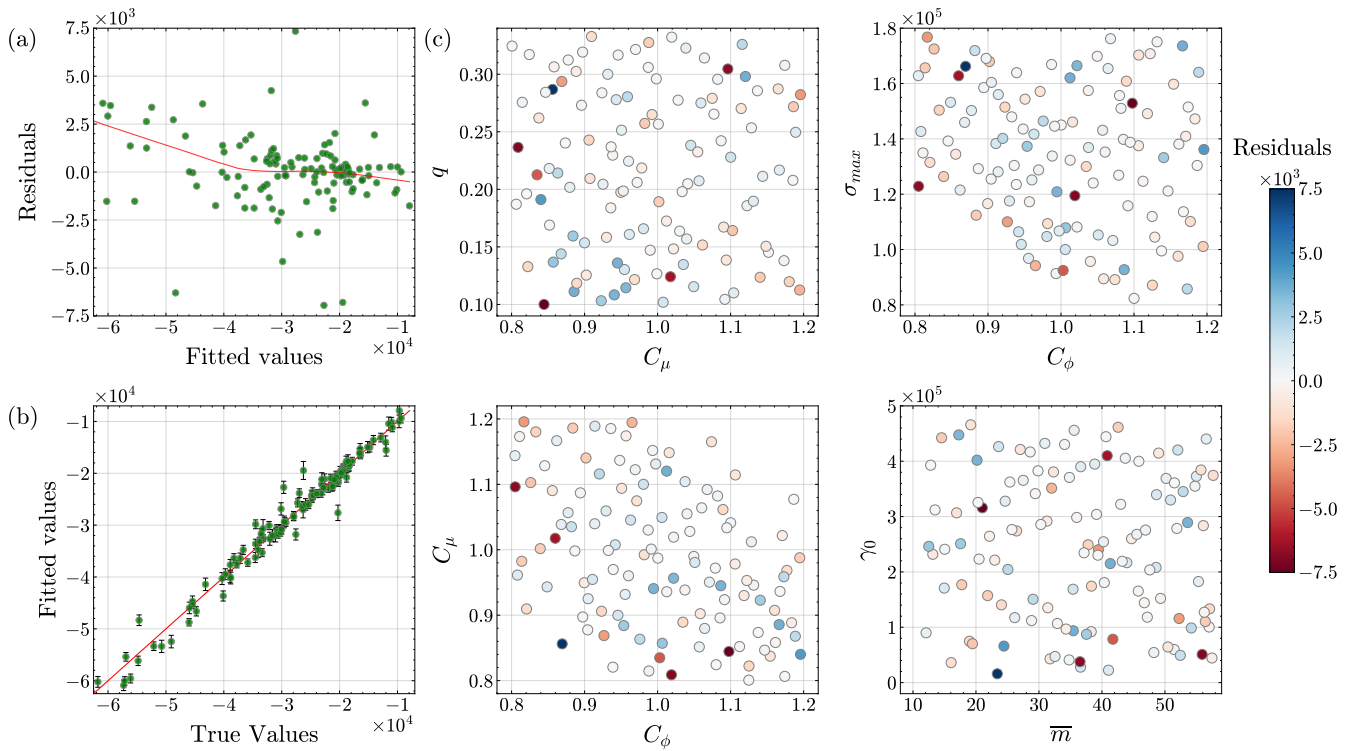 (a)
×10³
7.5
5.0
2.5
0.0
−2.5
−5.0
−7.5
Residuals
−6 −5 −4 −3 −2 −1
×10⁴
Fitted values
(b)
×10⁴
−1
−2
−3
−4
−5
−6
Fitted values
−6 −5 −4 −3 −2 −1
×10⁴
True Values
(c)
0.30
0.25
0.20
0.15
0.10
q
0.8 0.9 1.0 1.1 1.2
C_μ
×10⁵
1.8
1.6
1.4
1.2
1.0
0.8
σ_max
0.8 0.9 1.0 1.1 1.2
C_ϕ
1.2
1.1
1.0
0.9
0.8
C_μ
0.8 0.9 1.0 1.1 1.2
C_ϕ
×10⁵
5
4
3
2
1
0
γ₀
10 20 30 40 50
m̅
Residuals
×10³
7.5
5.0
2.5
0.0
−2.5
−5.0
−7.5